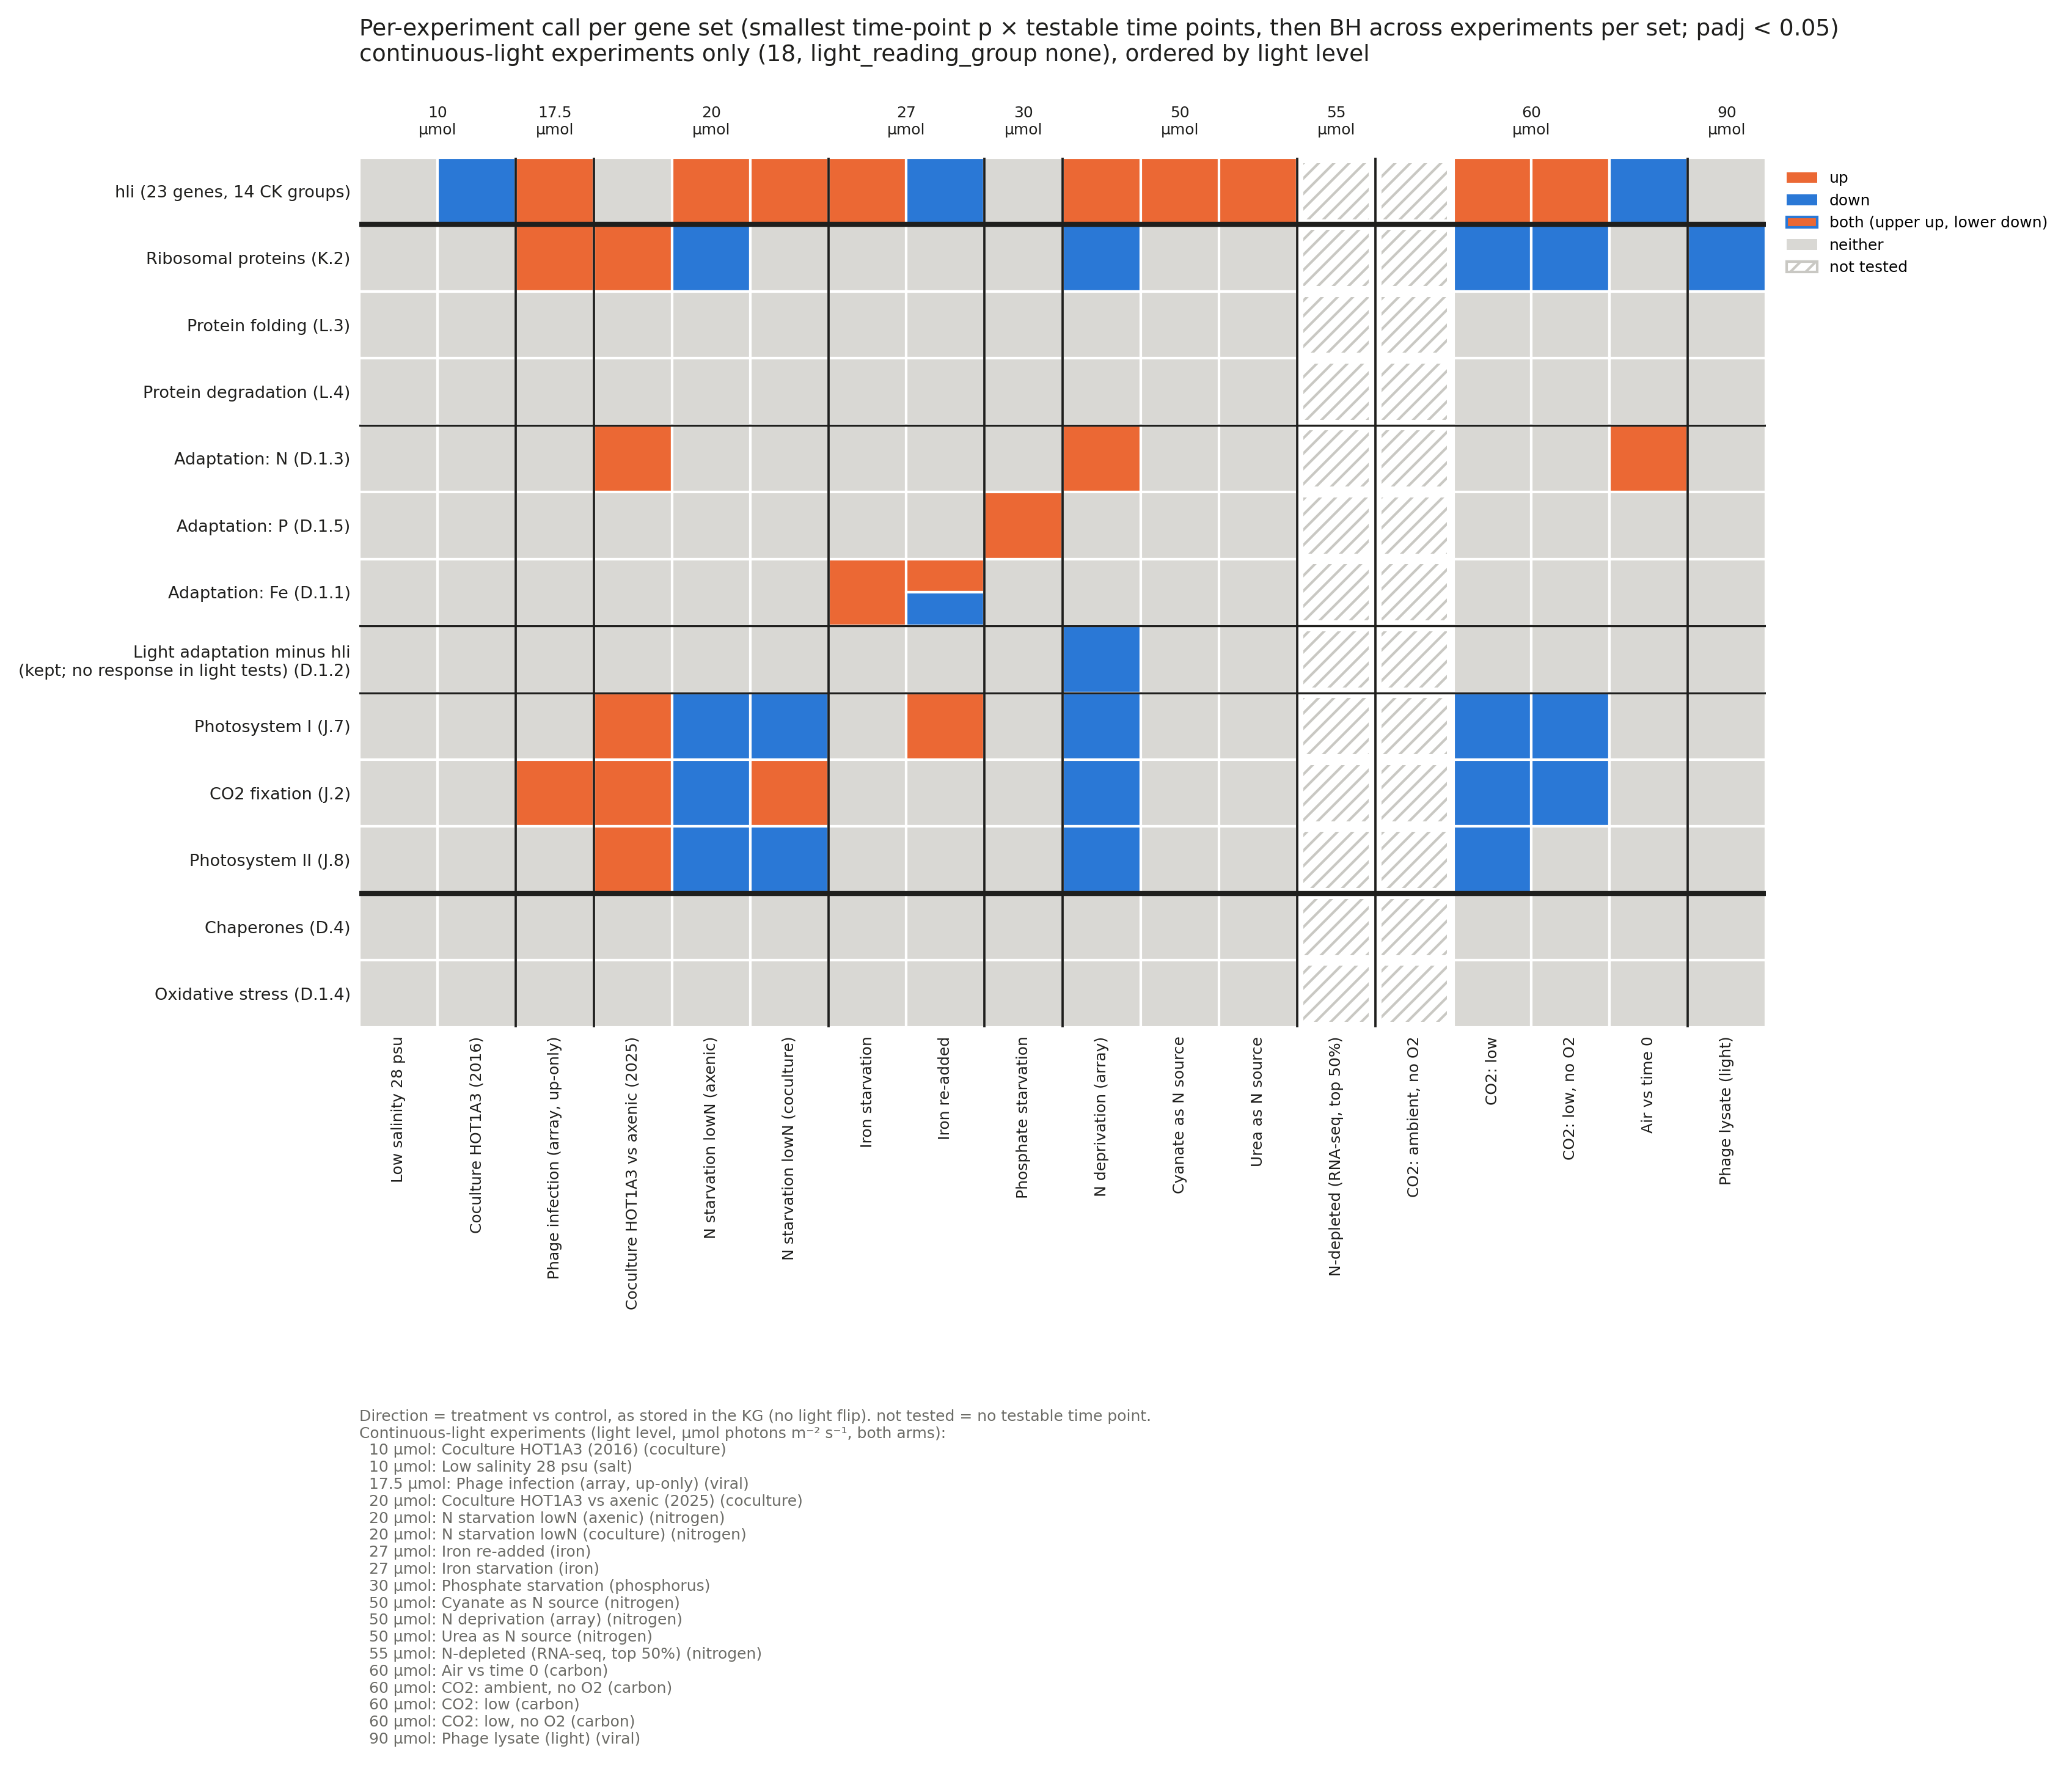 Per-experiment call per gene set (smallest time-point p × testable time points, then BH across experiments per set; padj < 0.05)
continuous-light experiments only (18, light_reading_group none), ordered by light level
10
µmol
17.5
µmol
20
µmol
27
µmol
30
µmol
50
µmol
55
µmol
60
µmol
90
µmol
hli (23 genes, 14 CK groups)
Ribosomal proteins (K.2)
Protein folding (L.3)
Protein degradation (L.4)
Adaptation: N (D.1.3)
Adaptation: P (D.1.5)
Adaptation: Fe (D.1.1)
Light adaptation minus hli
(kept; no response in light tests) (D.1.2)
Photosystem I (J.7)
CO2 fixation (J.2)
Photosystem II (J.8)
Chaperones (D.4)
Oxidative stress (D.1.4)
up
down
both (upper up, lower down)
neither
not tested
Low salinity 28 psu
Coculture HOT1A3 (2016)
Phage infection (array, up-only)
Coculture HOT1A3 vs axenic (2025)
N starvation lowN (axenic)
N starvation lowN (coculture)
Iron starvation
Iron re-added
Phosphate starvation
N deprivation (array)
Cyanate as N source
Urea as N source
N-depleted (RNA-seq, top 50%)
CO2: ambient, no O2
CO2: low
CO2: low, no O2
Air vs time 0
Phage lysate (light)
Direction = treatment vs control, as stored in the KG (no light flip). not tested = no testable time point.
Continuous-light experiments (light level, µmol photons m⁻² s⁻¹, both arms):
10 µmol: Coculture HOT1A3 (2016) (coculture)
10 µmol: Low salinity 28 psu (salt)
17.5 µmol: Phage infection (array, up-only) (viral)
20 µmol: Coculture HOT1A3 vs axenic (2025) (coculture)
20 µmol: N starvation lowN (axenic) (nitrogen)
20 µmol: N starvation lowN (coculture) (nitrogen)
27 µmol: Iron re-added (iron)
27 µmol: Iron starvation (iron)
30 µmol: Phosphate starvation (phosphorus)
50 µmol: Cyanate as N source (nitrogen)
50 µmol: N deprivation (array) (nitrogen)
50 µmol: Urea as N source (nitrogen)
55 µmol: N-depleted (RNA-seq, top 50%) (nitrogen)
60 µmol: Air vs time 0 (carbon)
60 µmol: CO2: ambient, no O2 (carbon)
60 µmol: CO2: low (carbon)
60 µmol: CO2: low, no O2 (carbon)
90 µmol: Phage lysate (light) (viral)